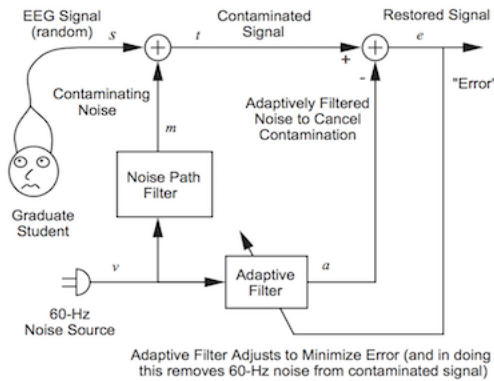 EEG Signal
(random)
s
t
Contaminated
Signal
Restored Signal
e
+
-
"Error"
Contaminating
Noise
m
Adaptively Filtered
Noise to Cancel
Contamination
Noise Path
Filter
Graduate
Student
v
Adaptive
Filter
a
60-Hz
Noise Source
Adaptive Filter Adjusts to Minimize Error (and in doing
this removes 60-Hz noise from contaminated signal)